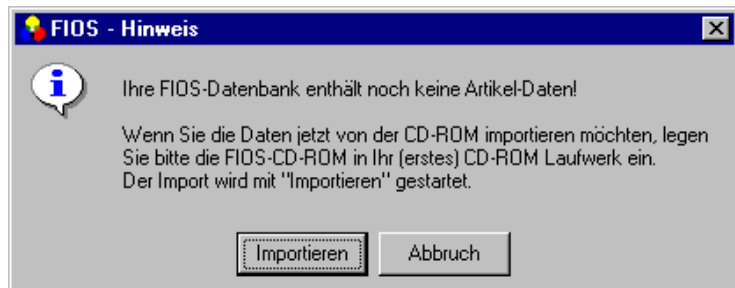 FIOS - Hinweis
Ihre FIOS-Datenbank enthält noch keine Artikel-Daten!
Wenn Sie die Daten jetzt von der CD-ROM importieren möchten, legen
Sie bitte die FIOS-CD-ROM in Ihr (erstes) CD-ROM Laufwerk ein.
Der Import wird mit "Importieren" gestartet.
Importieren
Abbruch